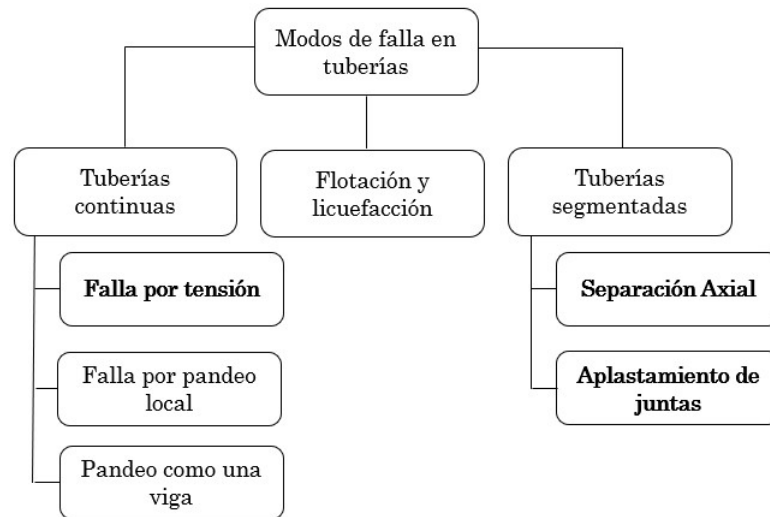 Modos de falla en
tuberías
Tuberías
continuas
Flotación y
licuefacción
Tuberías
segmentadas
Falla por tensión
Falla por pandeo
local
Pandeo como una
viga
Separación Axial
Aplastamiento de
juntas